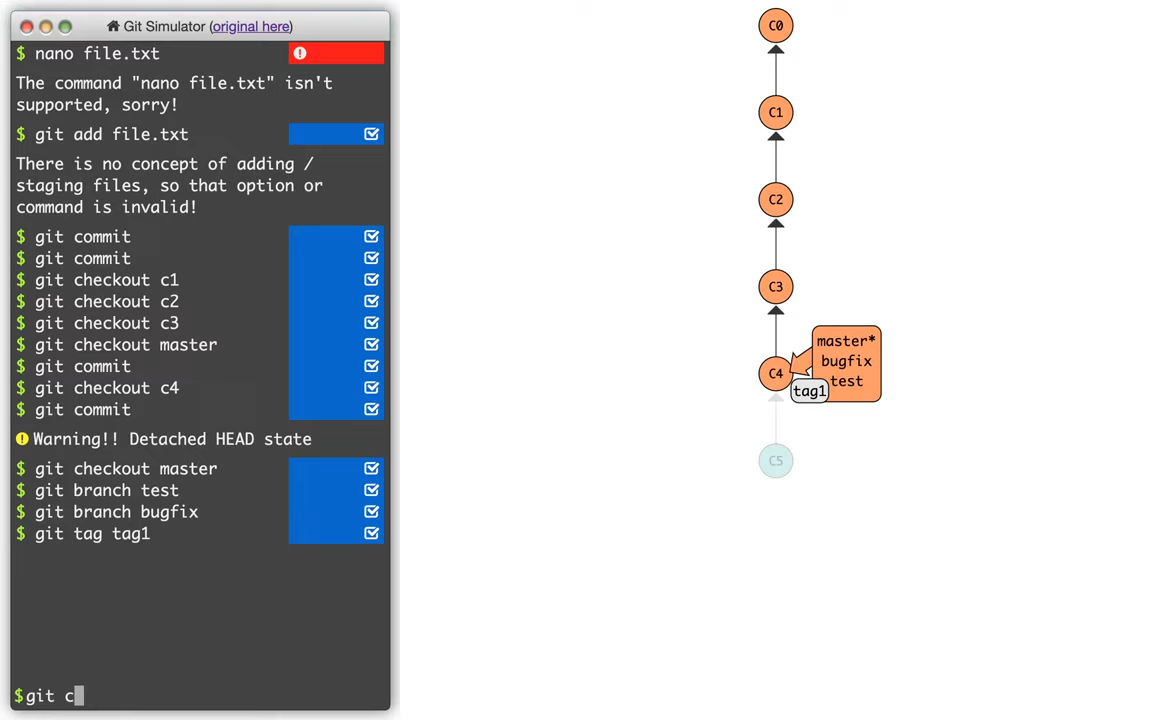 Git Simulator (original here)
$ nano file.txt
The command "nano file.txt" isn't
supported, sorry!
$ git add file.txt
There is no concept of adding /
staging files, so that option or
command is invalid!
$ git commit
$ git commit
$ git checkout c1
$ git checkout c2
$ git checkout c3
$ git checkout master
$ git commit
$ git checkout c4
$ git commit
Warning!! Detached HEAD state
$ git checkout master
$ git branch test
$ git branch bugfix
$ git tag tag1
$git c
C0
C1
C2
C3
C4
master*
bugfix
test
tag1
C5